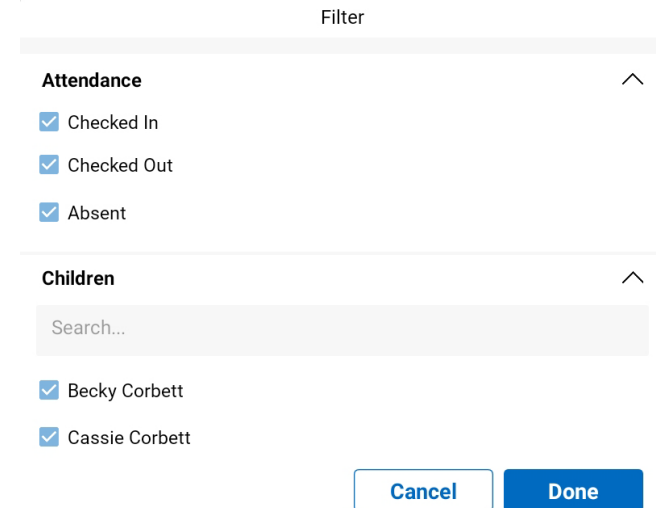 Filter
Attendance
Checked In
Checked Out
Absent
Children
Search...
Becky Corbett
Cassie Corbett
Cancel Done